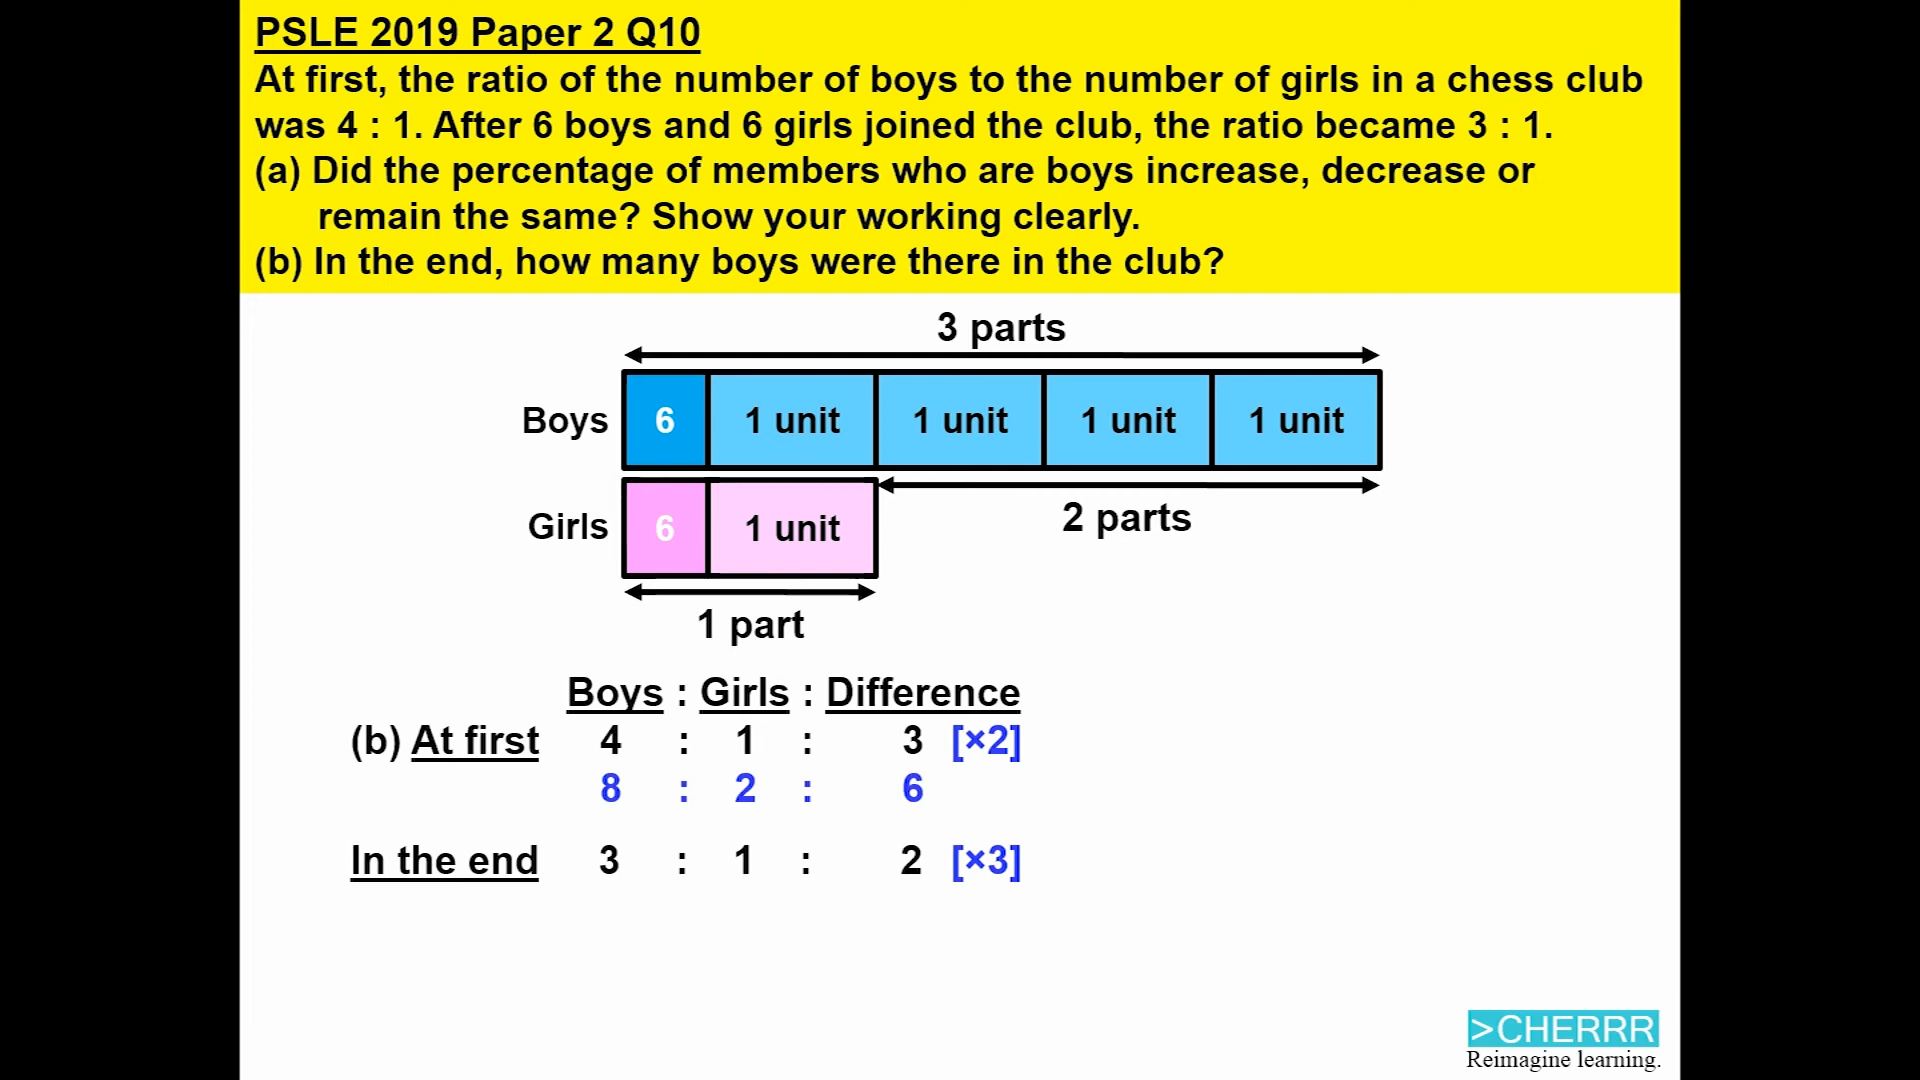 PSLE 2019 Paper 2 Q10
At first, the ratio of the number of boys to the number of girls in a chess club
was 4 : 1. After 6 boys and 6 girls joined the club, the ratio became 3 : 1.
(a) Did the percentage of members who are boys increase, decrease or
remain the same? Show your working clearly.
(b) In the end, how many boys were there in the club?
3 parts
Boys 6 1 unit 1 unit 1 unit 1 unit
Girls 6 1 unit
2 parts
1 part
Boys : Girls : Difference
(b) At first 4 : 1 : 3 [×2]
8 : 2 : 6
In the end 3 : 1 : 2 [×3]
>CHERRR
Reimagine learning.